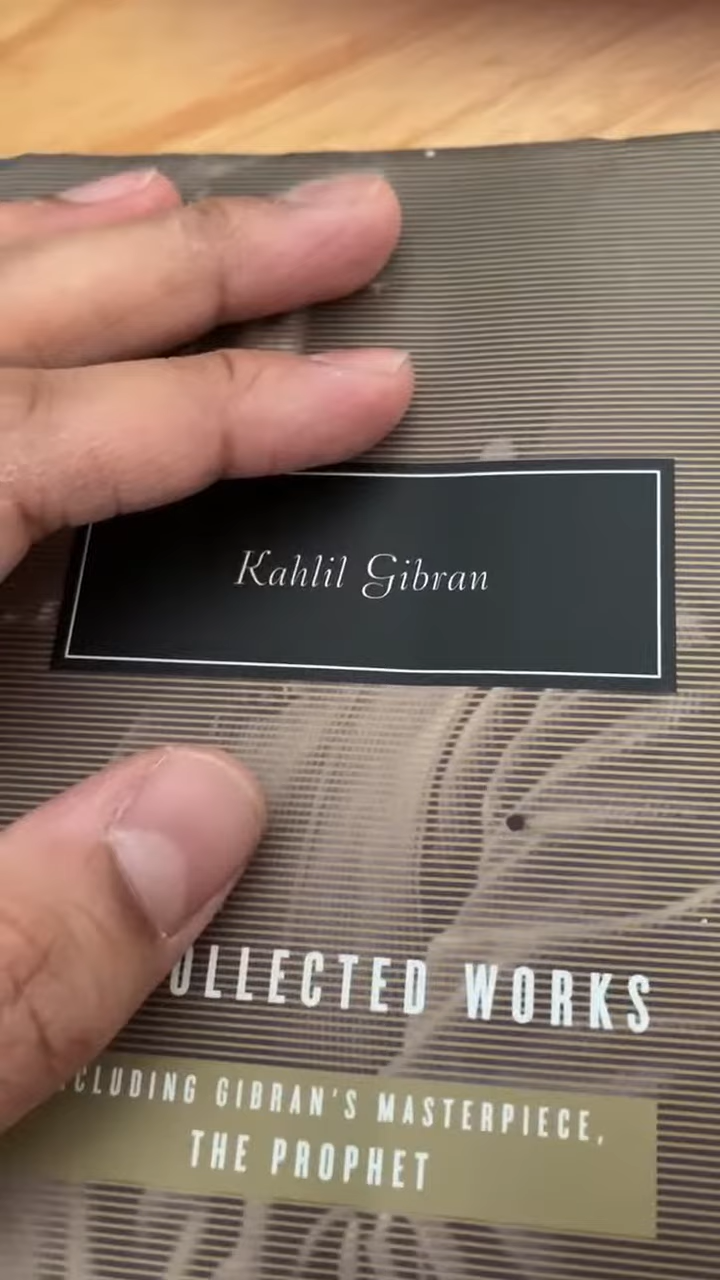 Kahlil Gibran
OLLECTED WORKS
CLUDING GIBRAN'S MASTERPIECE,
THE PROPHET